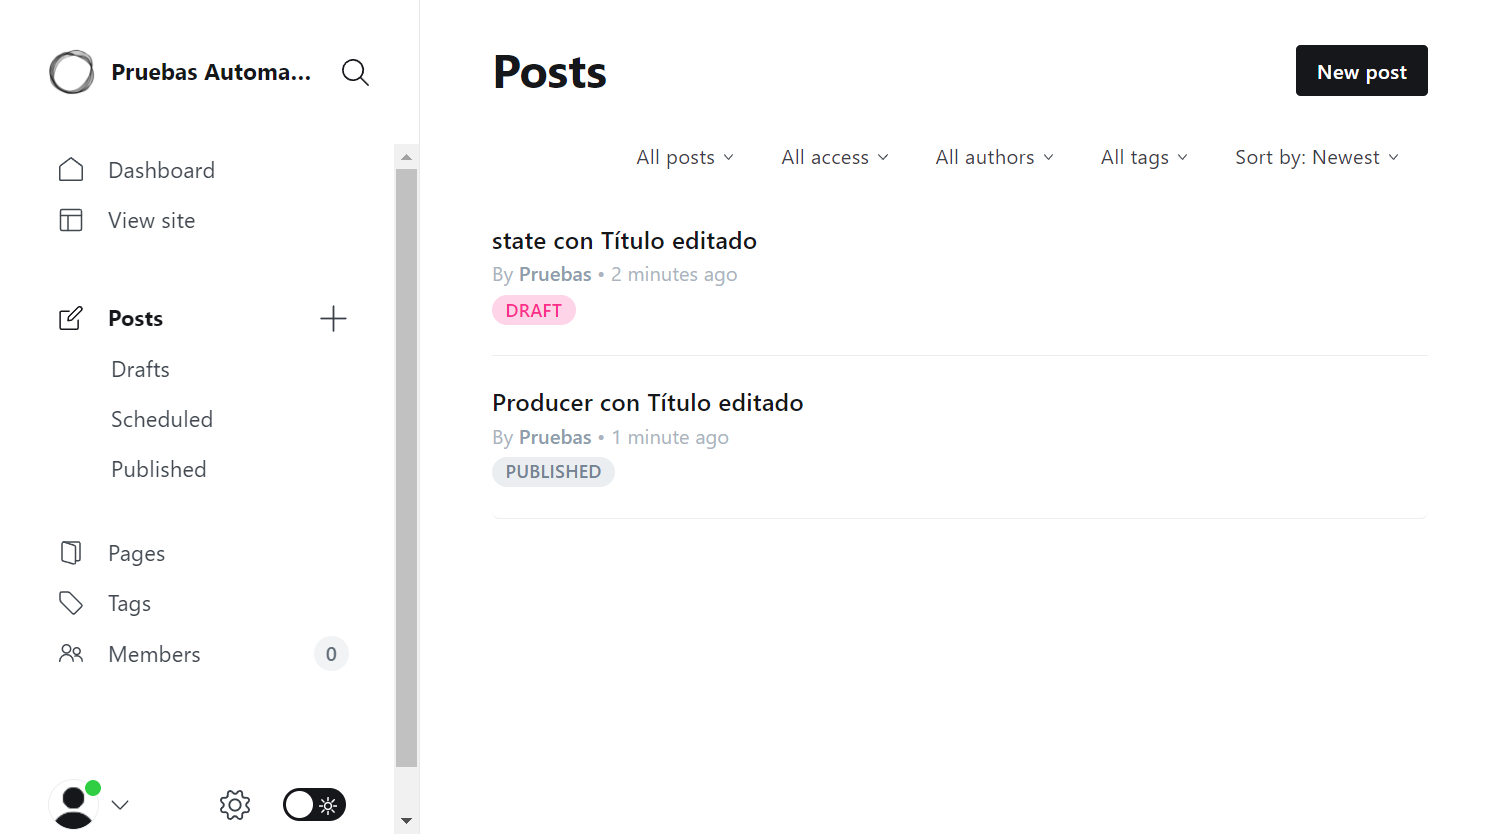 Pruebas Automa...
Dashboard
View site
Posts
Drafts
Scheduled
Published
Pages
Tags
Members 0
Posts
New post
All posts All access All authors All tags Sort by: Newest
state con Título editado
By Pruebas • 2 minutes ago
DRAFT
Producer con Título editado
By Pruebas • 1 minute ago
PUBLISHED